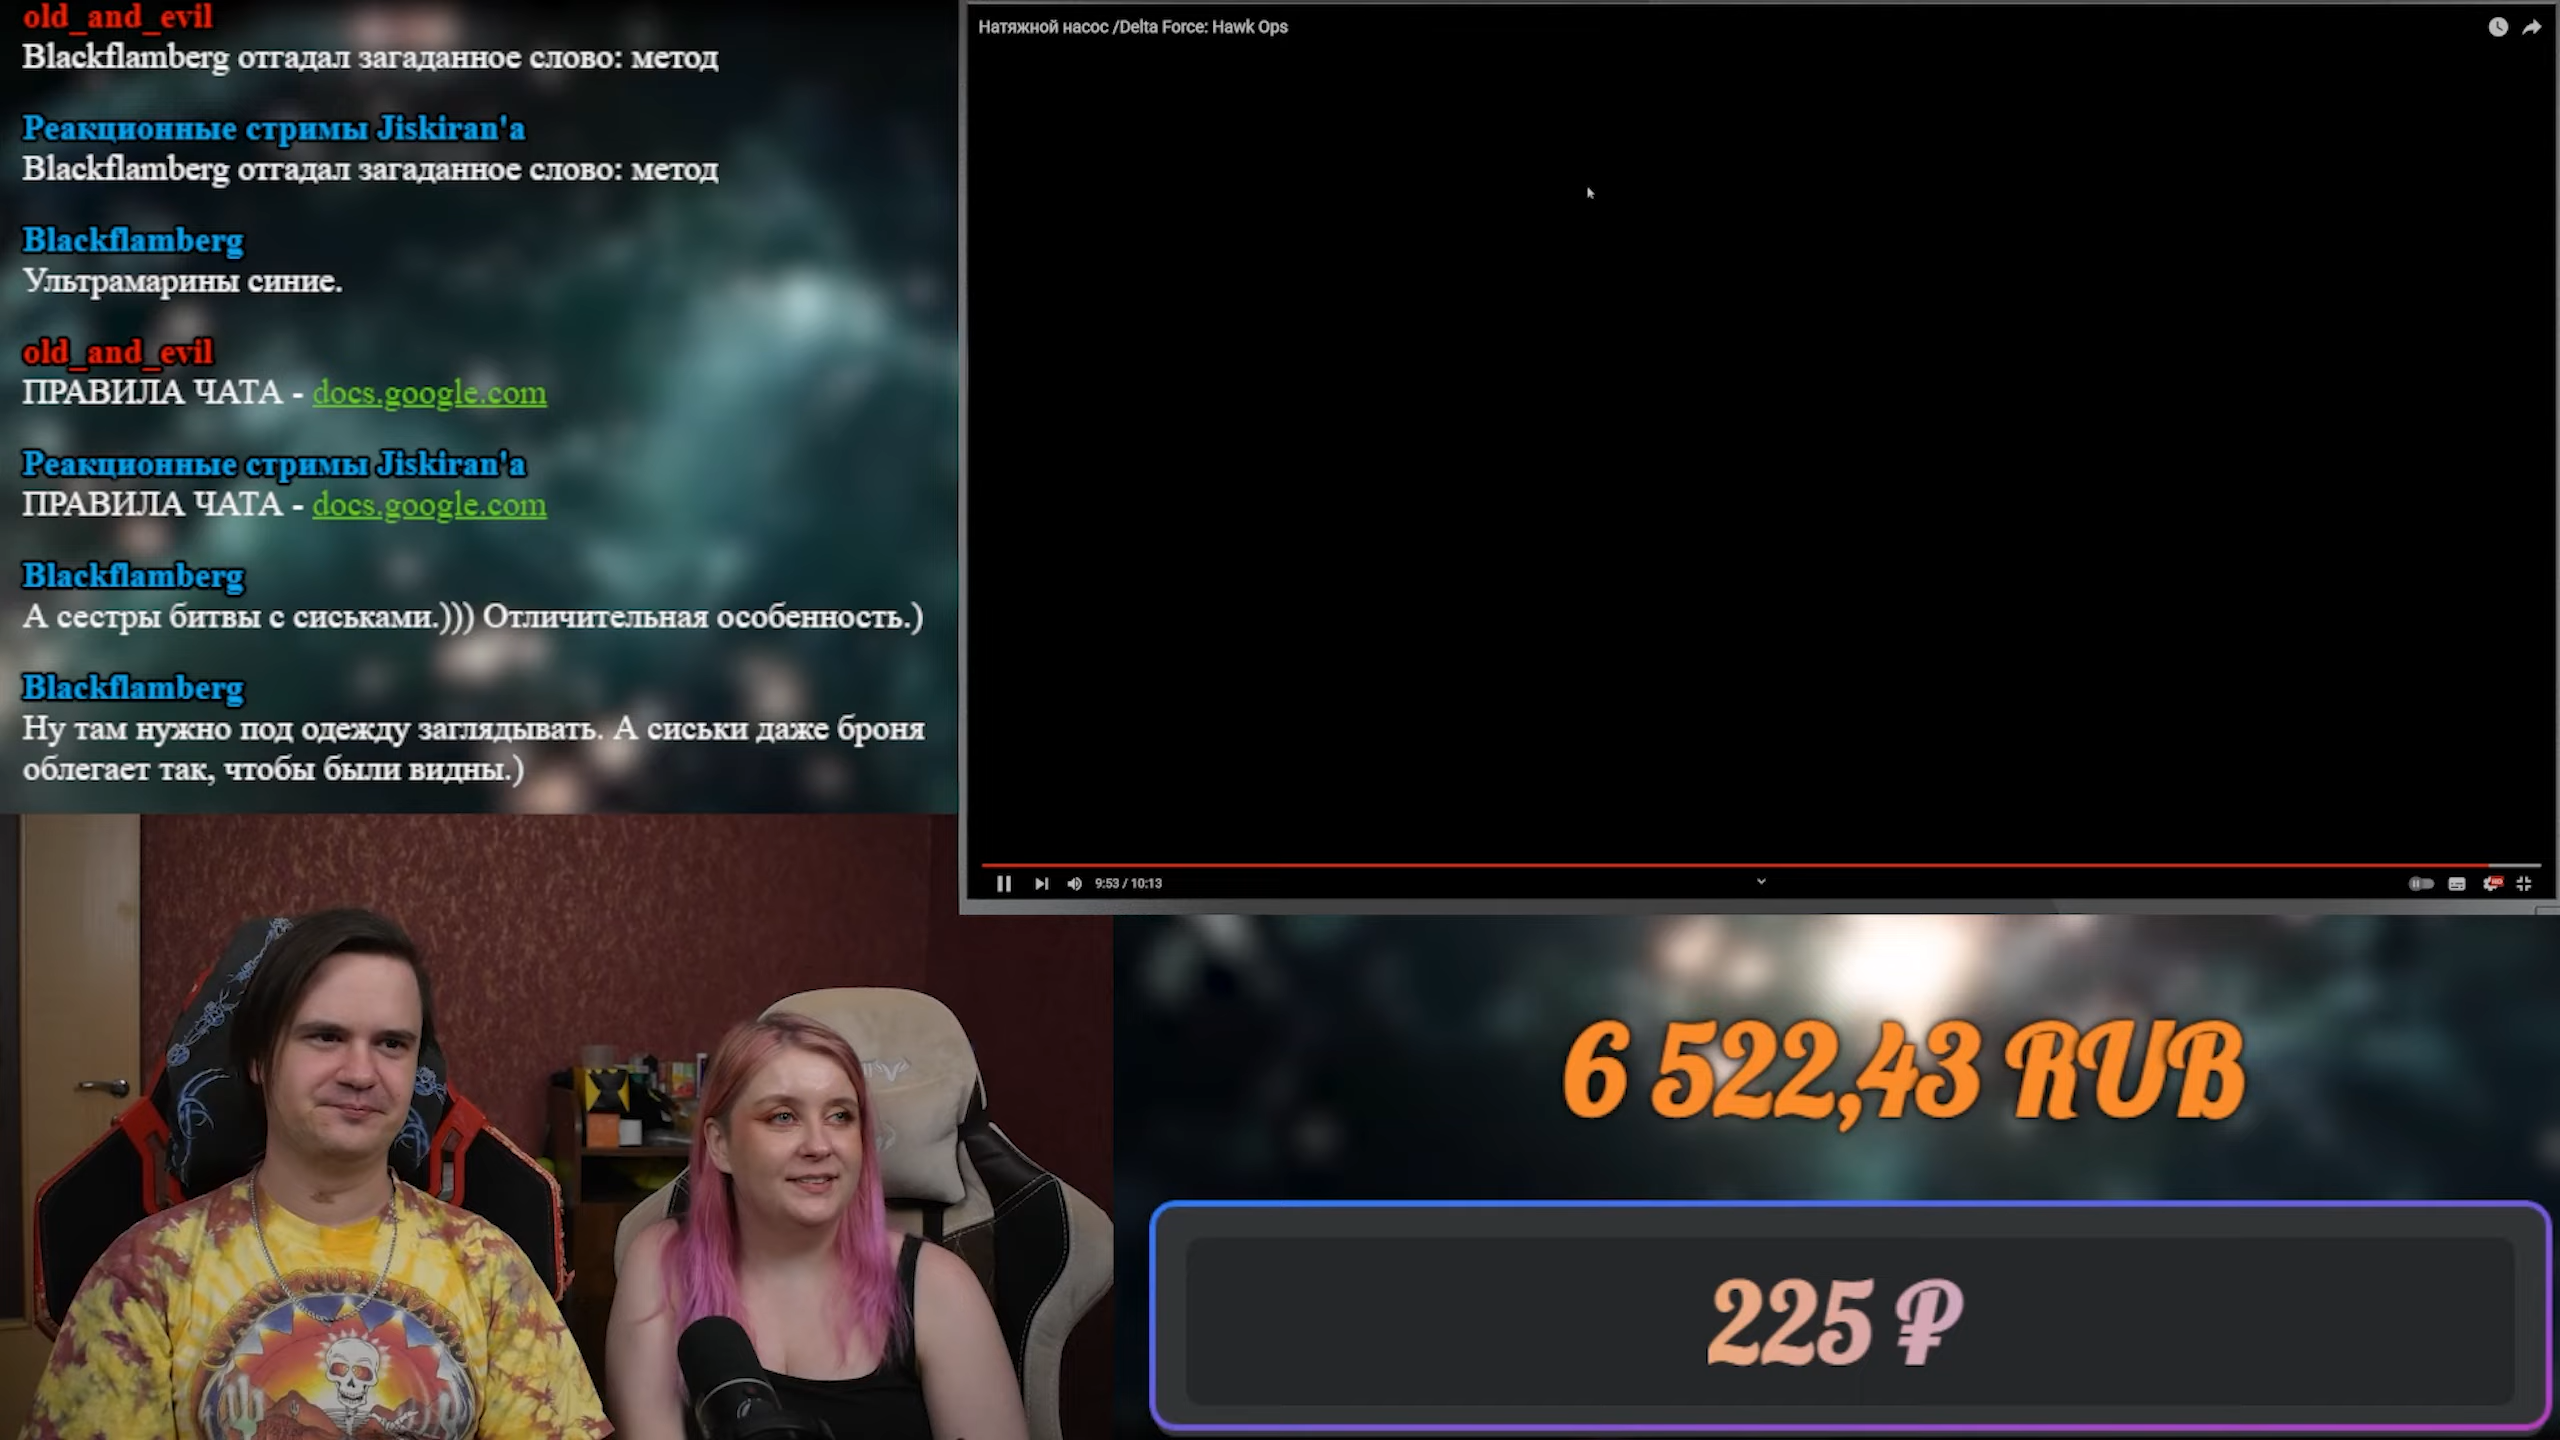 old_and_evil
Blackflamberg отгадал загаданное слово: метод
Реакционные стримы Jiskiran'a
Blackflamberg отгадал загаданное слово: метод
Blackflamberg
Ультрамарины синие.
old_and_evil
ПРАВИЛА ЧАТА - docs.google.com
Реакционные стримы Jiskiran'a
ПРАВИЛА ЧАТА - docs.google.com
Blackflamberg
А сестры битвы с сиськами.))) Отличительная особенность.)
Blackflamberg
Ну там нужно под одежду заглядывать. А сиськи даже броня
облегает так, чтобы были видны.)
Натяжной насос /Delta Force: Hawk Ops
9:53 / 10:13
HD
6 522,43 RUB
225 ₽